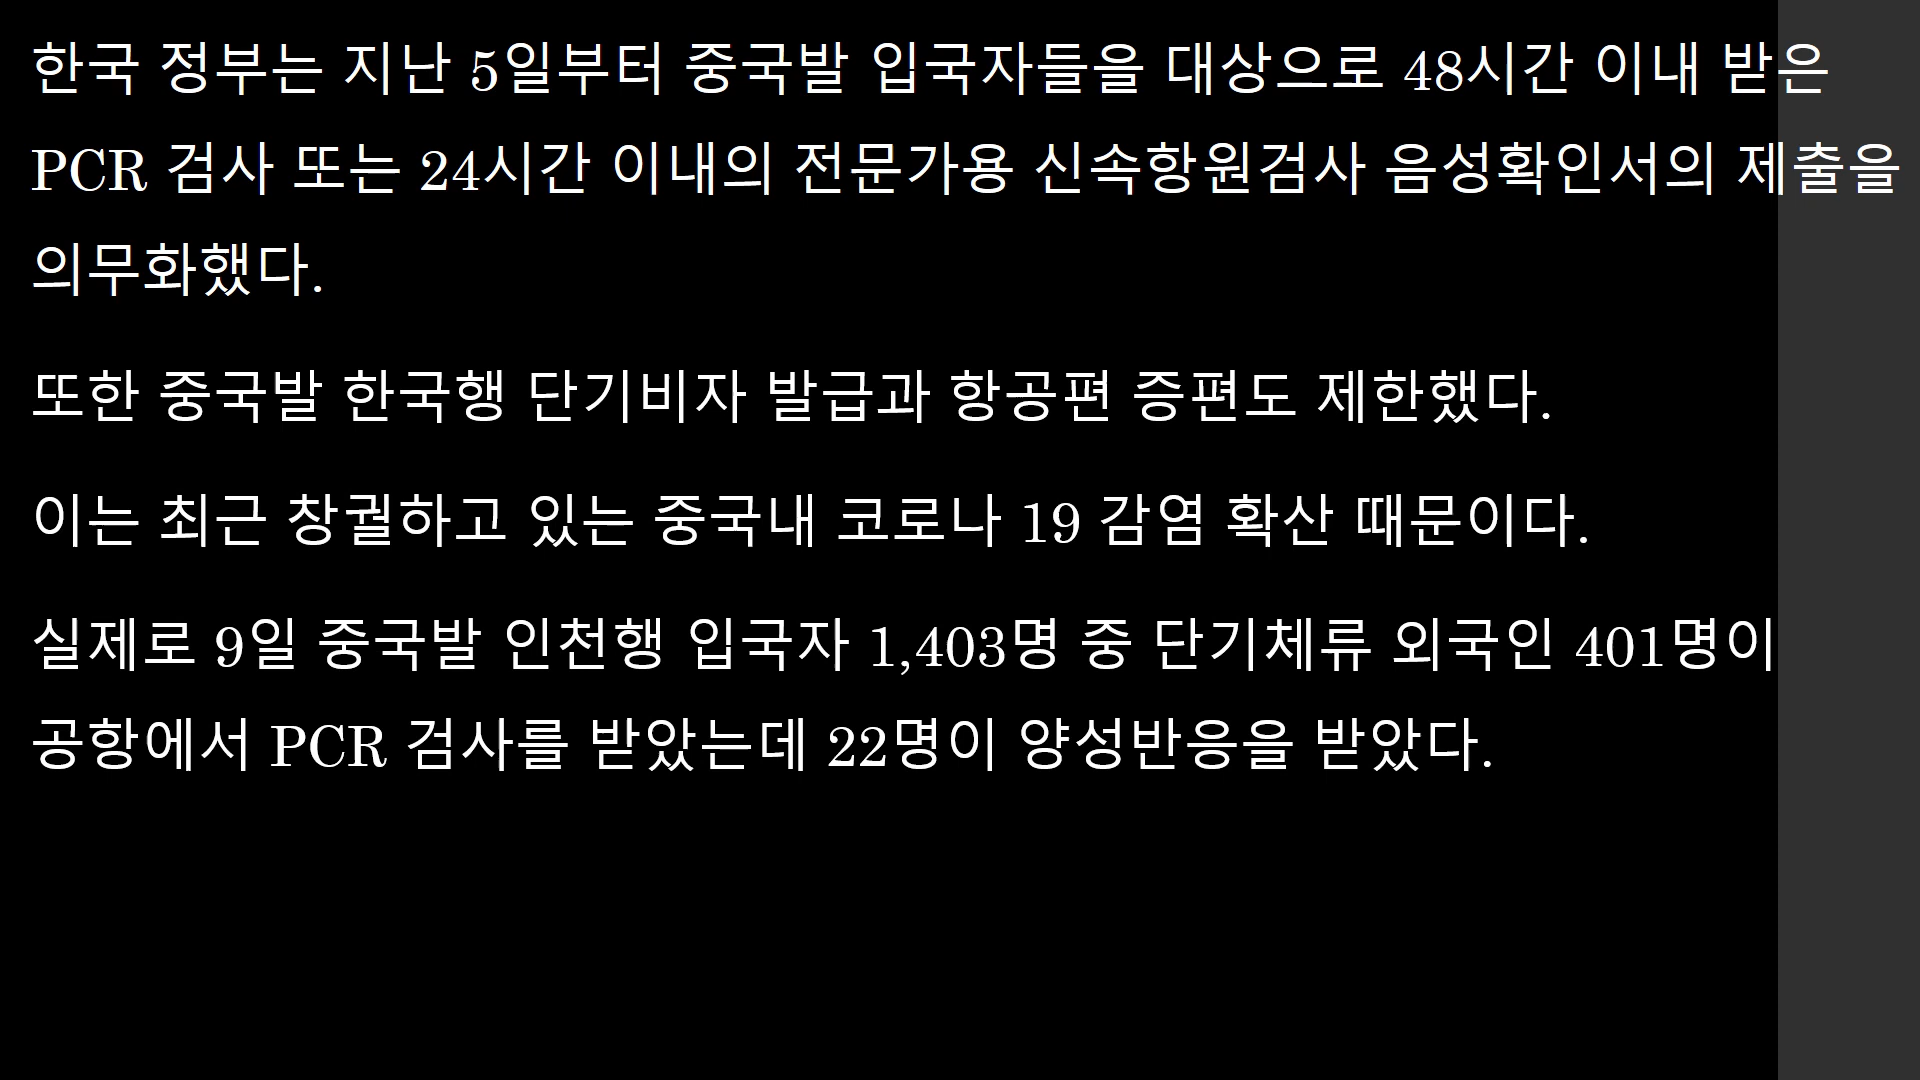 한국 정부는 지난 5일부터 중국발 입국자들을 대상으로 48시간 이내 받은
PCR 검사 또는 24시간 이내의 전문가용 신속항원검사 음성확인서의 제출을
의무화했다.
또한 중국발 한국행 단기비자 발급과 항공편 증편도 제한했다.
이는 최근 창궐하고 있는 중국내 코로나 19 감염 확산 때문이다.
실제로 9일 중국발 인천행 입국자 1,403명 중 단기체류 외국인 401명이
공항에서 PCR 검사를 받았는데 22명이 양성반응을 받았다.